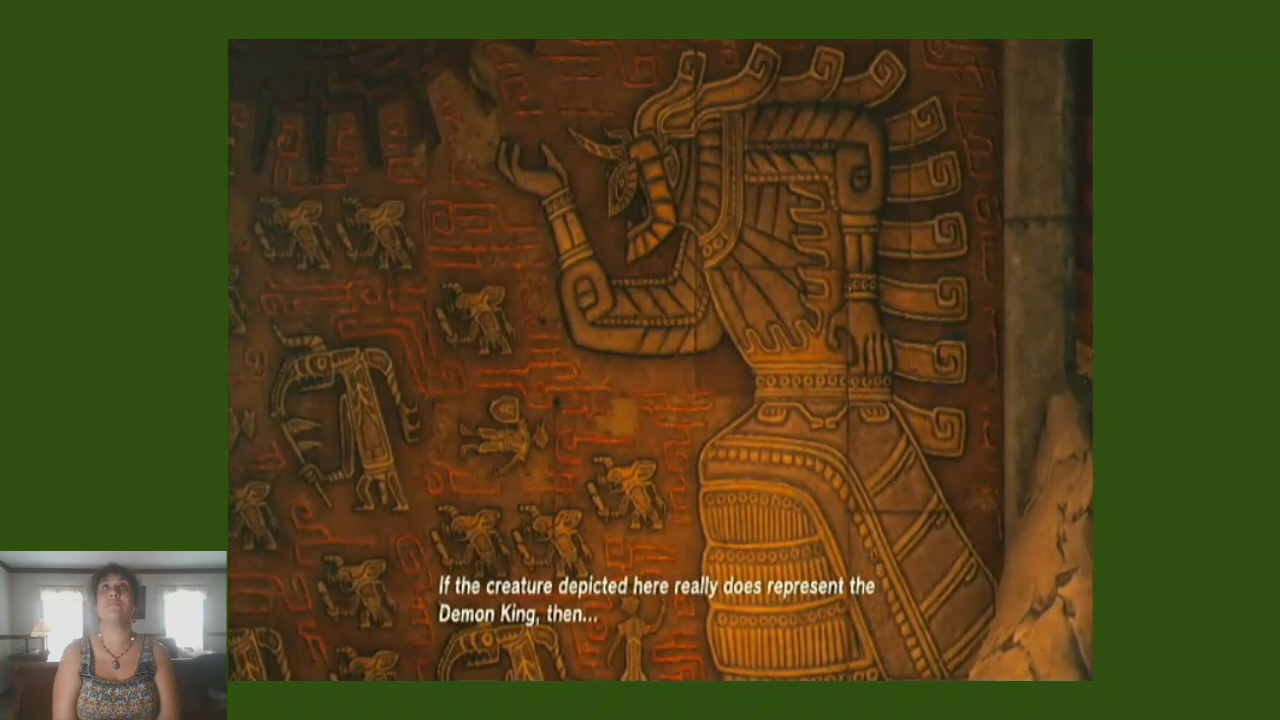 If the creature depicted here really does represent the
Demon King, then...